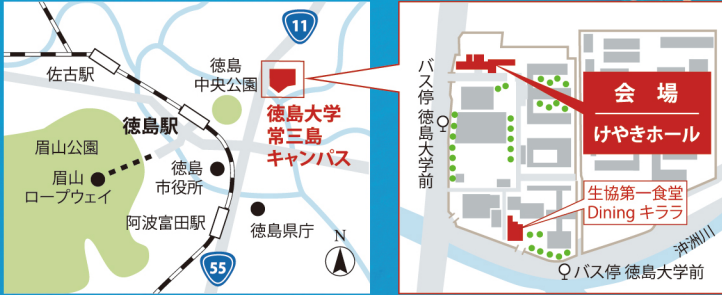 11
佐古駅
徳島
中央公園
徳島駅
徳島大学
常三島
キャンパス
眉山公園
眉山
ロープウェイ
徳島
市役所
阿波富田駅
徳島県庁
N
55
バス停 徳島大学前
会 場
けやきホール
生協第一食堂
Dining キララ
沖洲川
バス停 徳島大学前